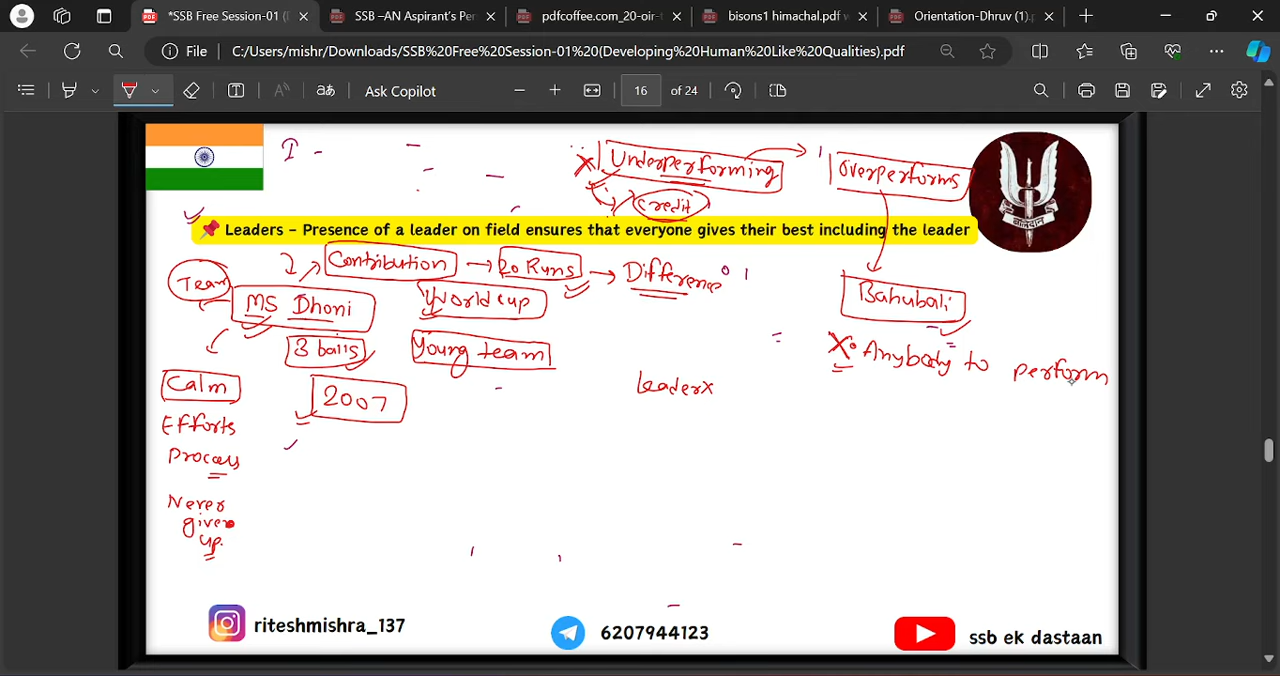 *SSB Free Session-01 (
SSB –AN Aspirant's Per
pdfcoffee.com_20-oir-t
bisons1 himachal.pdf w
Orientation-Dhruv (1).p
File
C:/Users/mishr/Downloads/SSB%20Free%20Session-01%20(Developing%20Human%20Like%20Qualities).pdf
Ask Copilot
16 of 24
I -
Underperforming
Overperforms
Credit
बलिदान
Leaders - Presence of a leader on field ensures that everyone gives their best including the leader
Contribution → 20 Runs → Difference
Team
MS Dhoni
World cup
Bahubali
3 balls
Young team
X• Anybody to perform
Calm
2007
leaderx
Efforts
Process
Never
give
up.
riteshmishra_137
6207944123
ssb ek dastaan